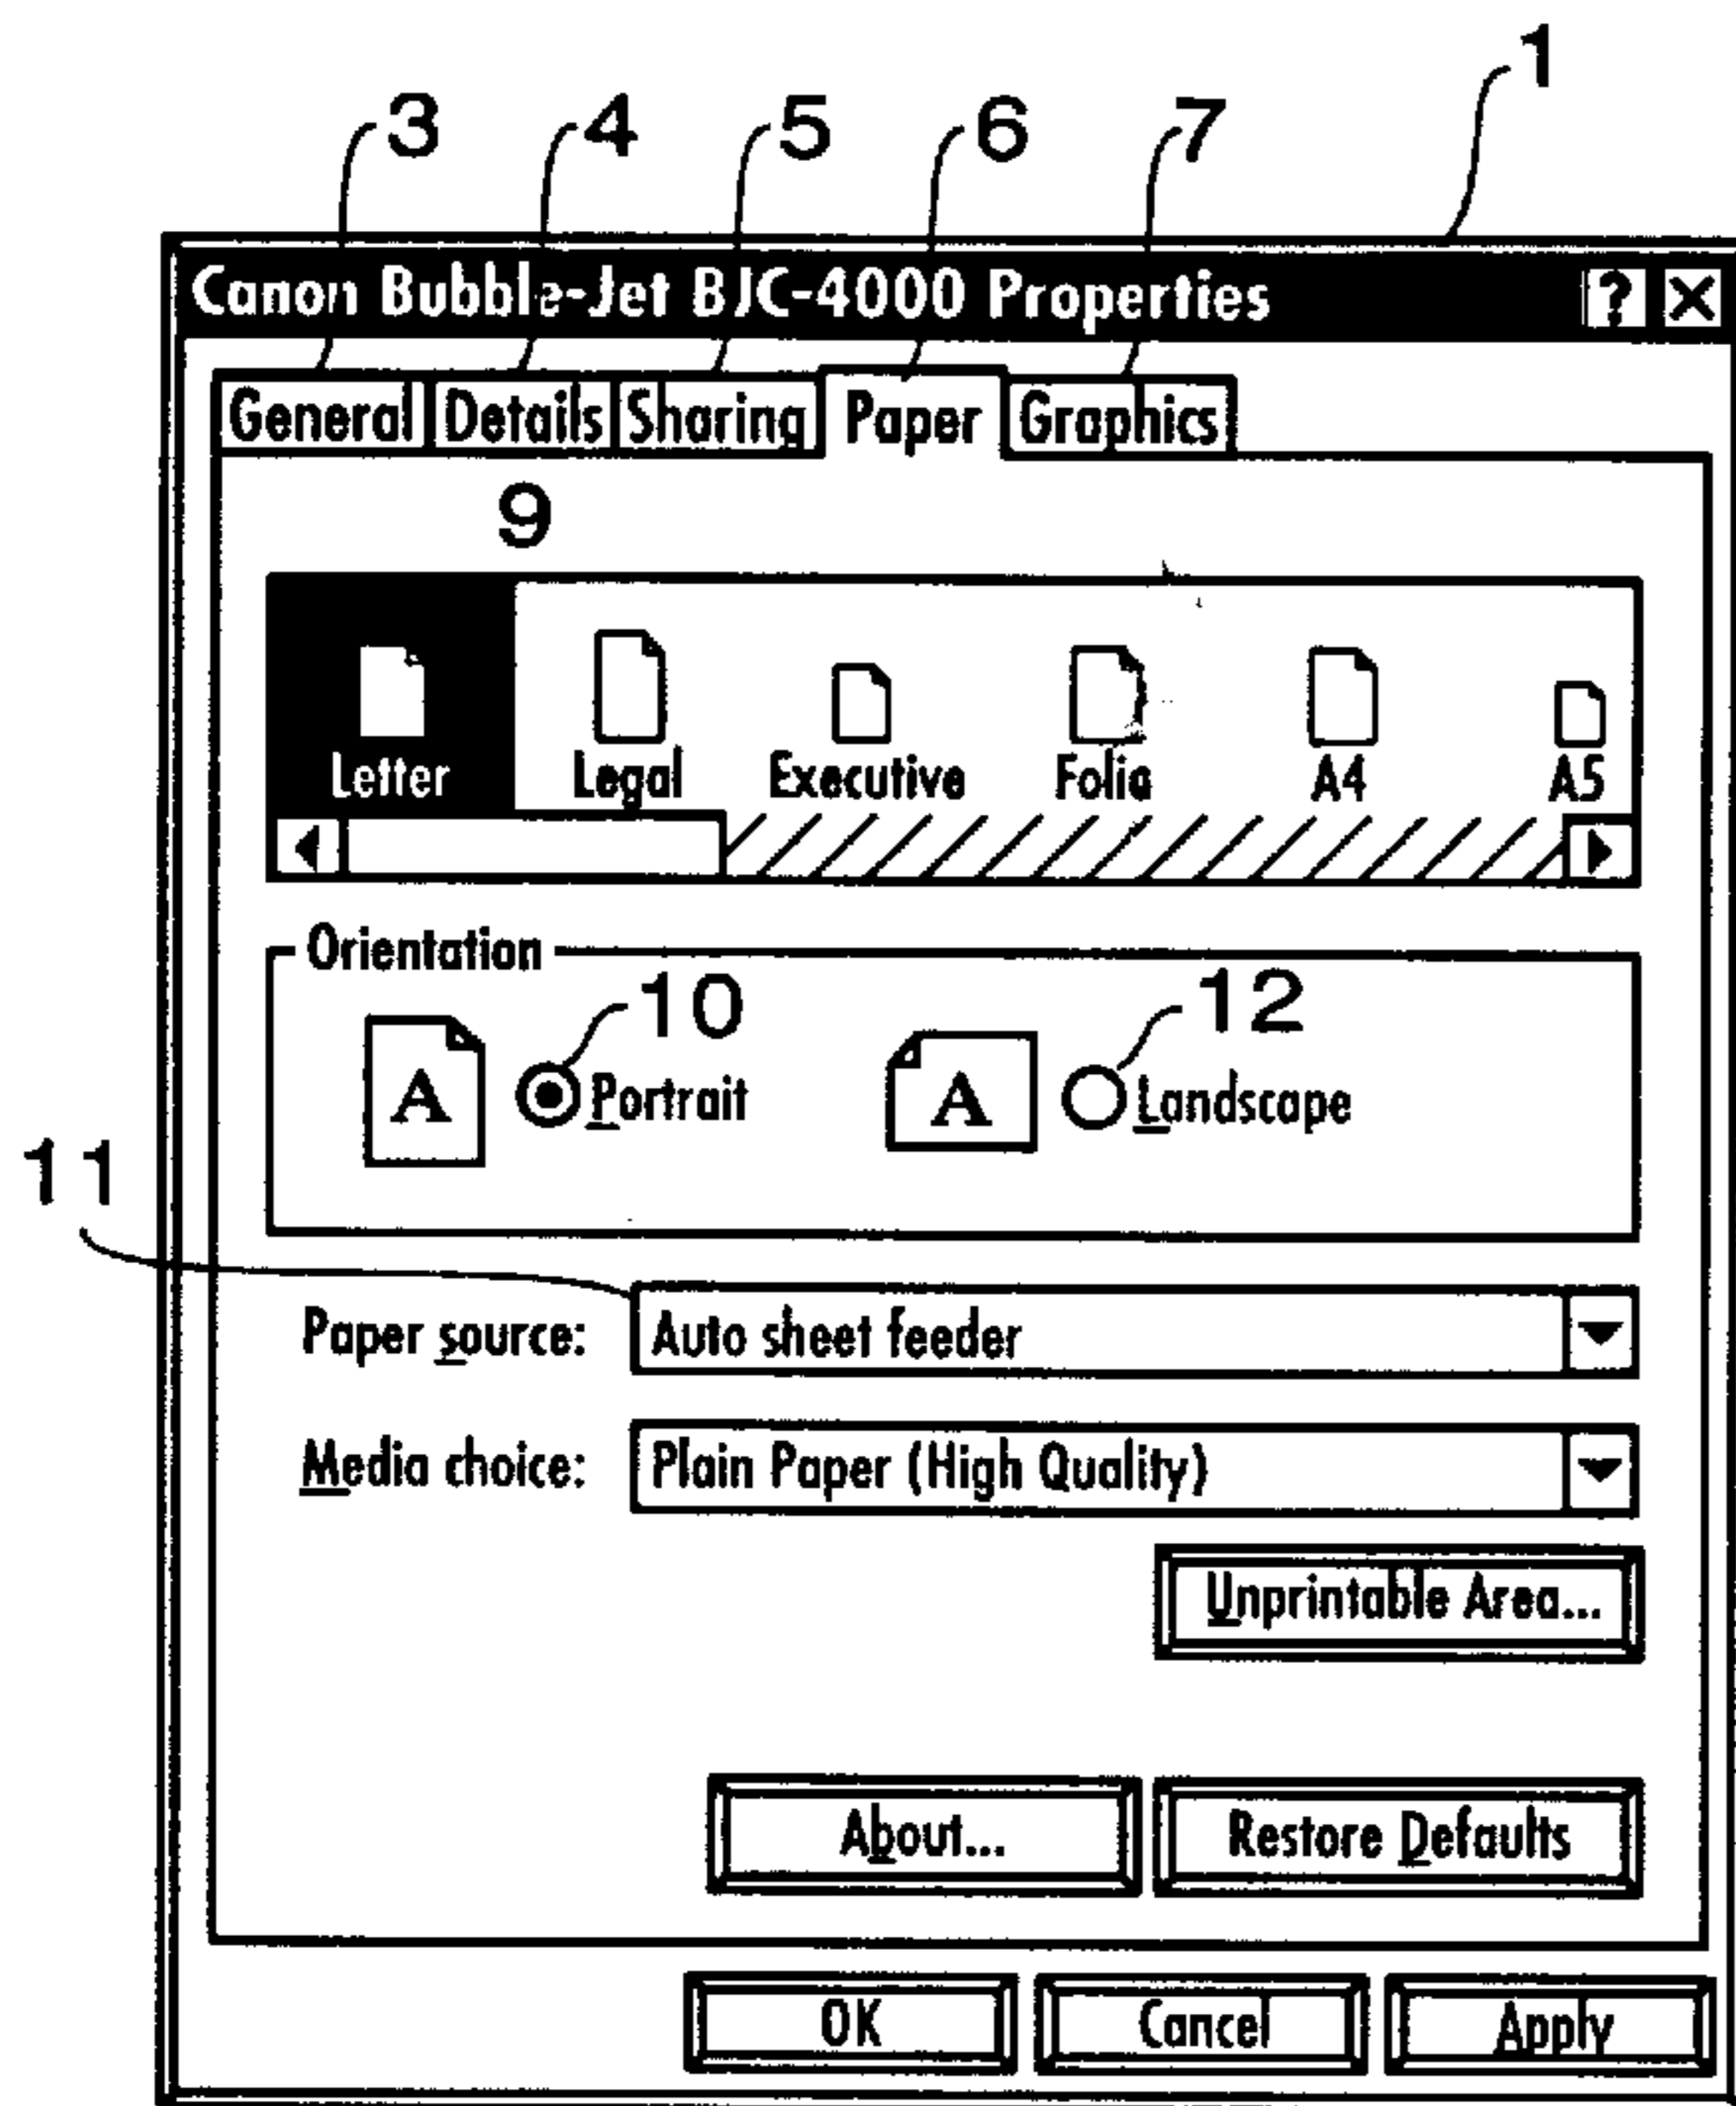 1
3 4 5 6 7
Canon Bubble-Jet BJC-4000 Properties ? X
General Details Sharing Paper Graphics
9
Letter Legal Executive Folio A4 A5
Orientation
10 12
A Portrait A Landscape
11
Paper source: Auto sheet feeder
Media choice: Plain Paper (High Quality)
Unprintable Area...
About... Restore Defaults
OK Cancel Apply